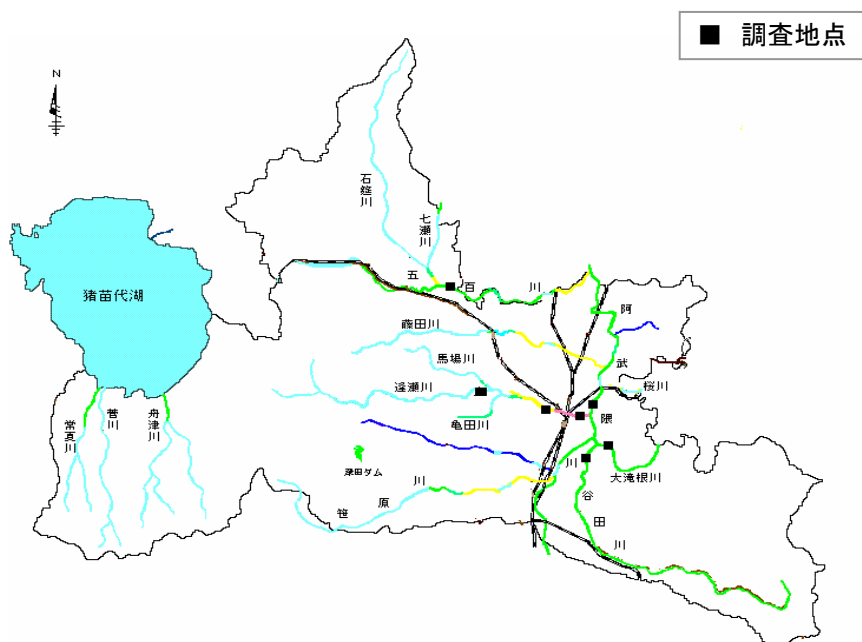 ■ 調査地点
N
石筵川
七瀬川
五百川
猪苗代湖
藤田川
阿武隈川
馬場川
逢瀬川
桜川
亀田川
常夏川
菅川
舟津川
深田ダム
大滝根川
笹原川
谷田川